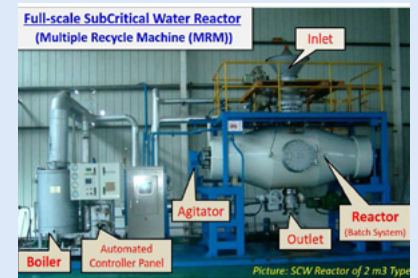 Full-scale SubCritical Water Reactor
(Multiple Recycle Machine (MRM))
Inlet
Agitator
Reactor
(Batch System)
Boiler
Automated
Controller Panel
Outlet
Picture: SCW Reactor of 2 m3 Type